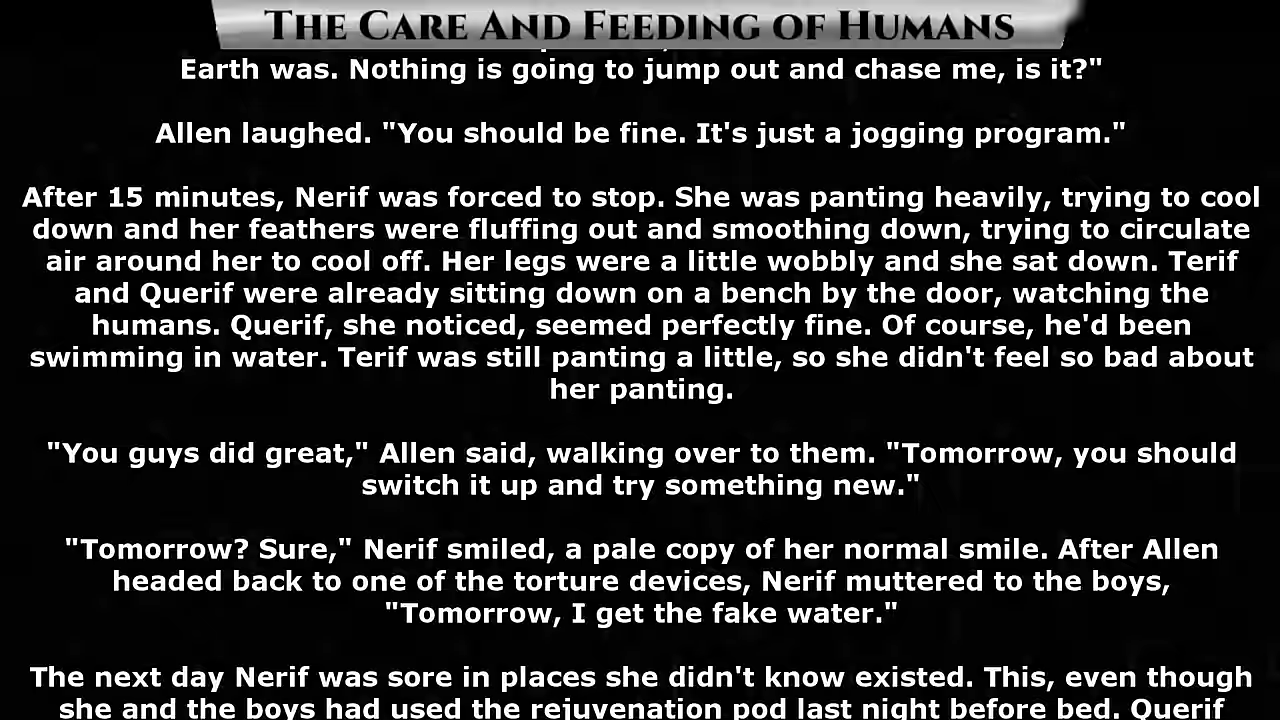 The Care And Feeding of Humans
Earth was. Nothing is going to jump out and chase me, is it?"
Allen laughed. "You should be fine. It's just a jogging program."
After 15 minutes, Nerif was forced to stop. She was panting heavily, trying to cool
down and her feathers were fluffing out and smoothing down, trying to circulate
air around her to cool off. Her legs were a little wobbly and she sat down. Terif
and Querif were already sitting down on a bench by the door, watching the
humans. Querif, she noticed, seemed perfectly fine. Of course, he'd been
swimming in water. Terif was still panting a little, so she didn't feel so bad about
her panting.
"You guys did great," Allen said, walking over to them. "Tomorrow, you should
switch it up and try something new."
"Tomorrow? Sure," Nerif smiled, a pale copy of her normal smile. After Allen
headed back to one of the torture devices, Nerif muttered to the boys,
"Tomorrow, I get the fake water."
The next day Nerif was sore in places she didn't know existed. This, even though
she and the boys had used the rejuvenation pod last night before bed. Querif